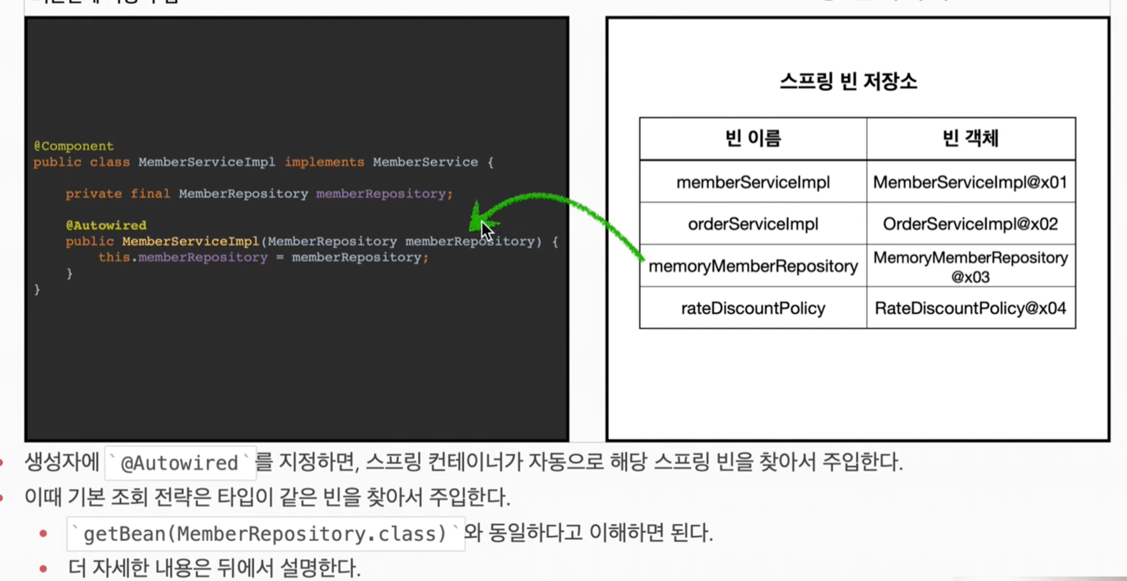 @Component
public class MemberServiceImpl implements MemberService {
private final MemberRepository memberRepository;
@Autowired
public MemberServiceImpl(MemberRepository memberRepository) {
this.memberRepository = memberRepository;
}
}
스프링 빈 저장소
빈 이름 빈 객체
memberServiceImpl MemberServiceImpl@x01
orderServiceImpl OrderServiceImpl@x02
memoryMemberRepository MemoryMemberRepository
@x03
rateDiscountPolicy RateDiscountPolicy@x04
생성자에 `@Autowired`를 지정하면, 스프링 컨테이너가 자동으로 해당 스프링 빈을 찾아서 주입한다.
이때 기본 조회 전략은 타입이 같은 빈을 찾아서 주입한다.
`getBean(MemberRepository.class)`와 동일하다고 이해하면 된다.
더 자세한 내용은 뒤에서 설명한다.